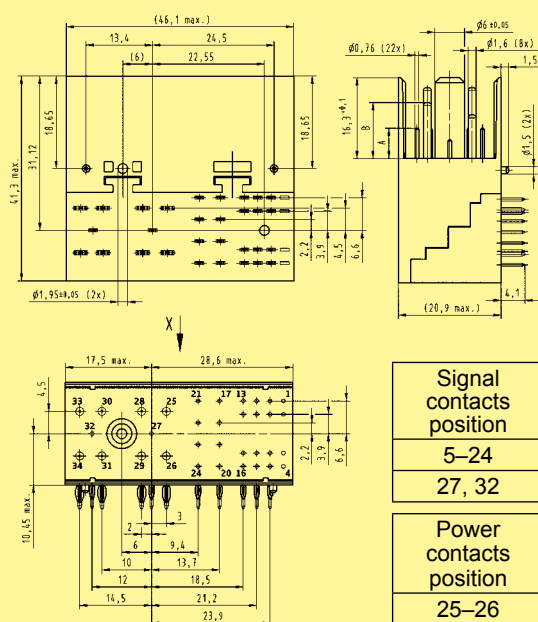 (46,1 max.)
13,4
24,5
(6)
22,55
18,65
31,12
41,3 max.
18,65
2,2
3,9
4,5
6,6
Ø1,95±0,05 (2x)
Ø6±0,05
Ø0,76 (22x)
Ø1,6 (8x)
1,5
16,3+0,1
B
A
Ø1,5 (2x)
(20,9 max.)
4,1
X
17,5 max.
28,6 max.
4,5
33
30
28
25
21
17
13
1
32
27
34
31
29
26
24
20
16
4
2,2
3,9
6,6
10,45 max.
3
2
6
9,4
10
13,7
12
18,5
14,5
21,2
23,9
Signal
contacts
position
5–24
27, 32
Power
contacts
position
25–26